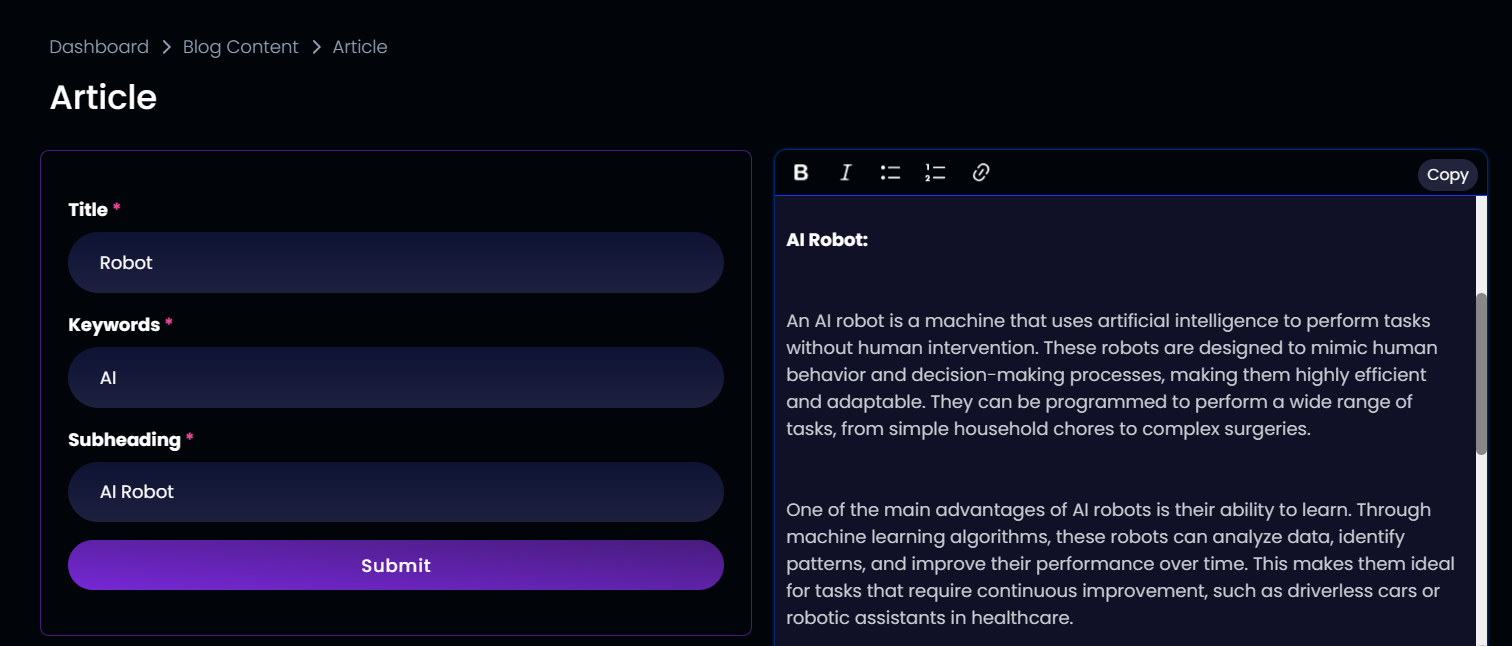 Dashboard > Blog Content > Article
Article
Title *
Robot
Keywords *
AI
Subheading *
AI Robot
Submit
B I Copy
AI Robot:
An AI robot is a machine that uses artificial intelligence to perform tasks
without human intervention. These robots are designed to mimic human
behavior and decision-making processes, making them highly efficient
and adaptable. They can be programmed to perform a wide range of
tasks, from simple household chores to complex surgeries.
One of the main advantages of AI robots is their ability to learn. Through
machine learning algorithms, these robots can analyze data, identify
patterns, and improve their performance over time. This makes them ideal
for tasks that require continuous improvement, such as driverless cars or
robotic assistants in healthcare.